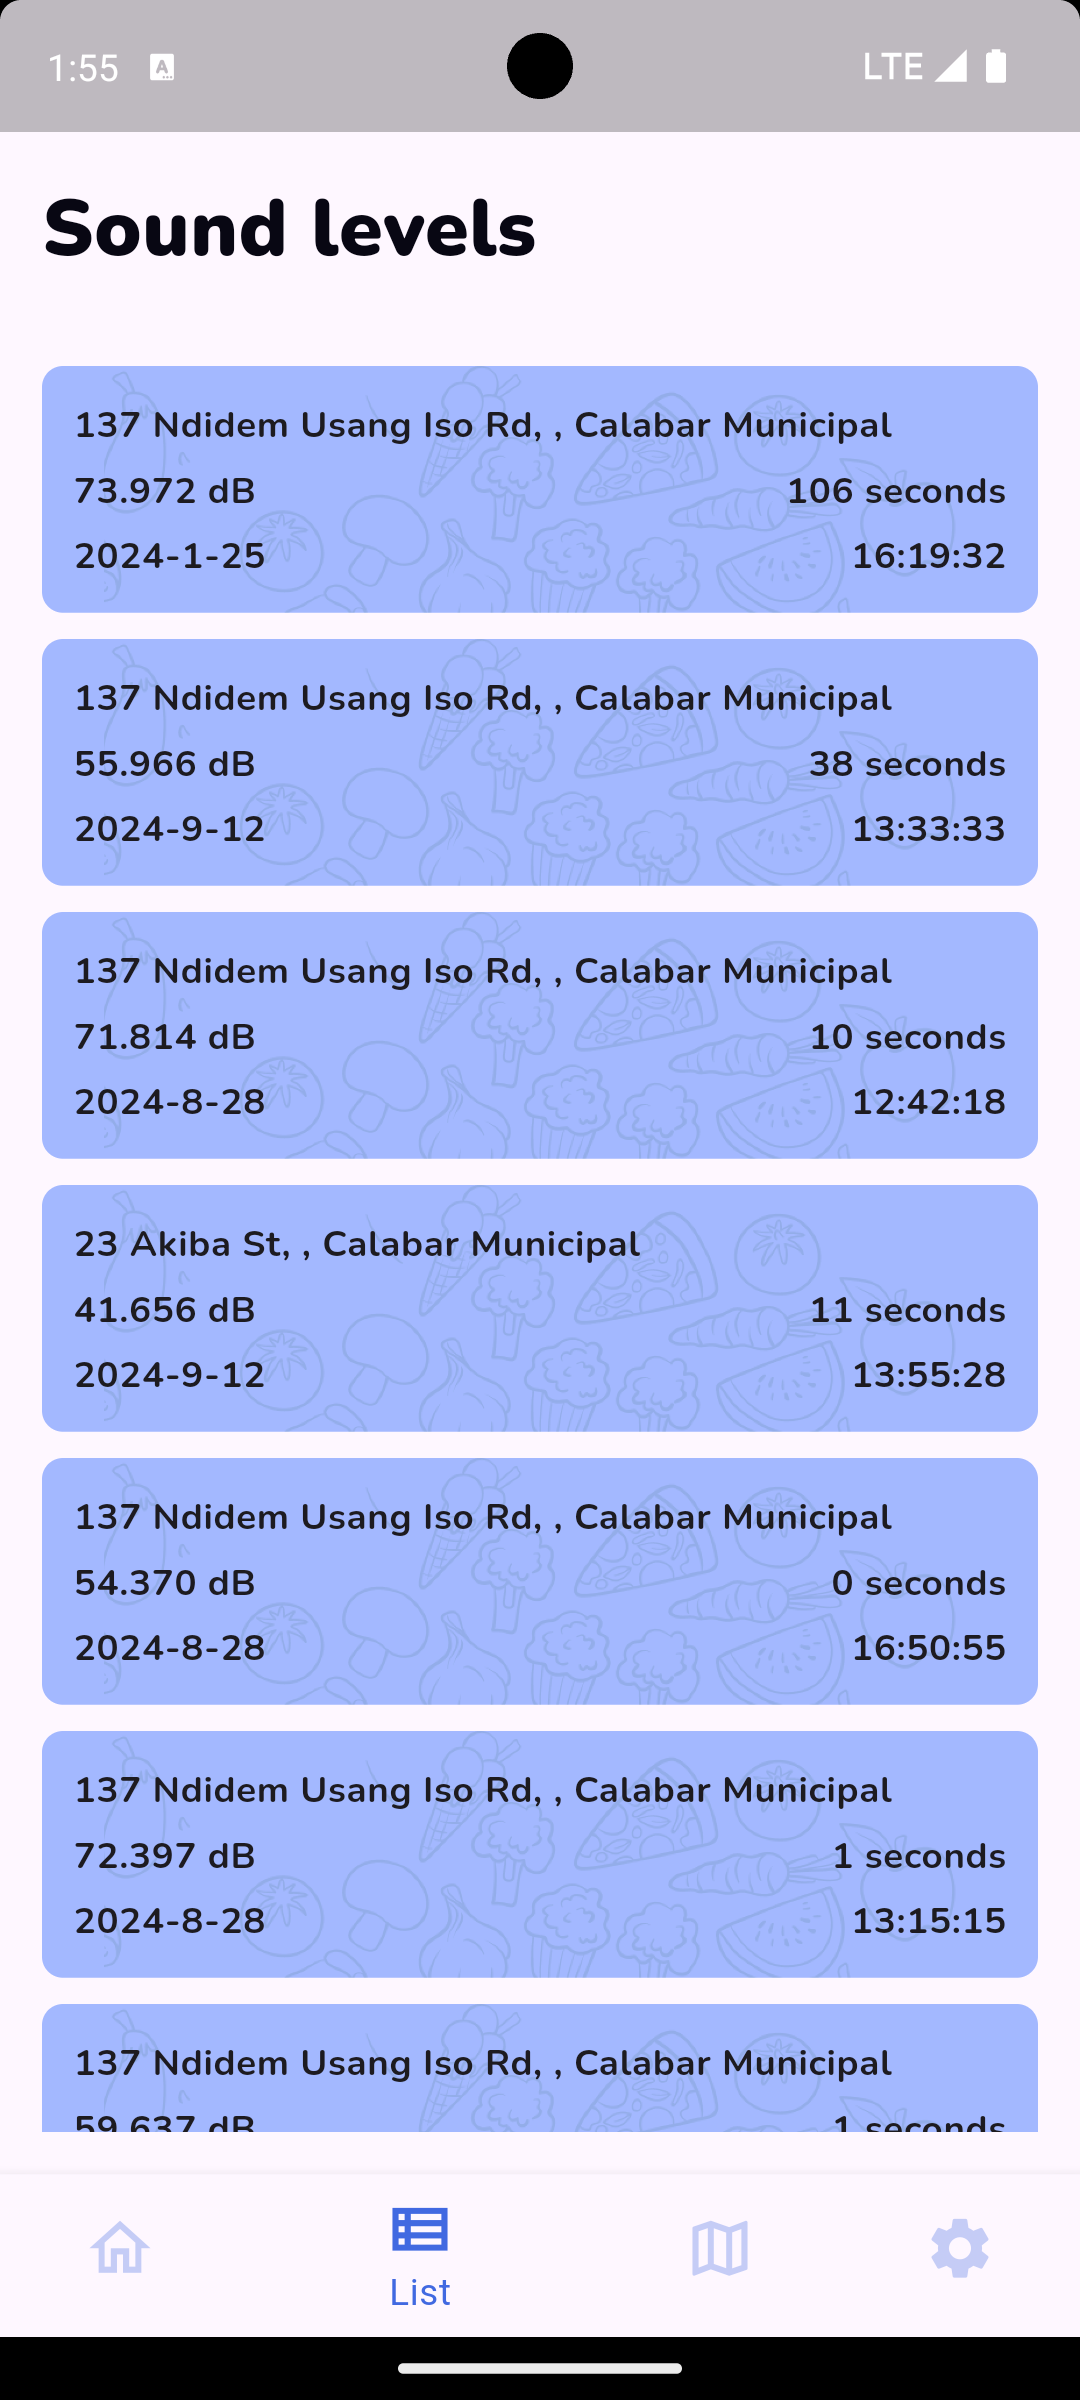 1:55
LTE
Sound levels
137 Ndidem Usang Iso Rd, , Calabar Municipal
73.972 dB 106 seconds
2024-1-25 16:19:32
137 Ndidem Usang Iso Rd, , Calabar Municipal
55.966 dB 38 seconds
2024-9-12 13:33:33
137 Ndidem Usang Iso Rd, , Calabar Municipal
71.814 dB 10 seconds
2024-8-28 12:42:18
23 Akiba St, , Calabar Municipal
41.656 dB 11 seconds
2024-9-12 13:55:28
137 Ndidem Usang Iso Rd, , Calabar Municipal
54.370 dB 0 seconds
2024-8-28 16:50:55
137 Ndidem Usang Iso Rd, , Calabar Municipal
72.397 dB 1 seconds
2024-8-28 13:15:15
137 Ndidem Usang Iso Rd, , Calabar Municipal
59.637 dB 1 seconds
List